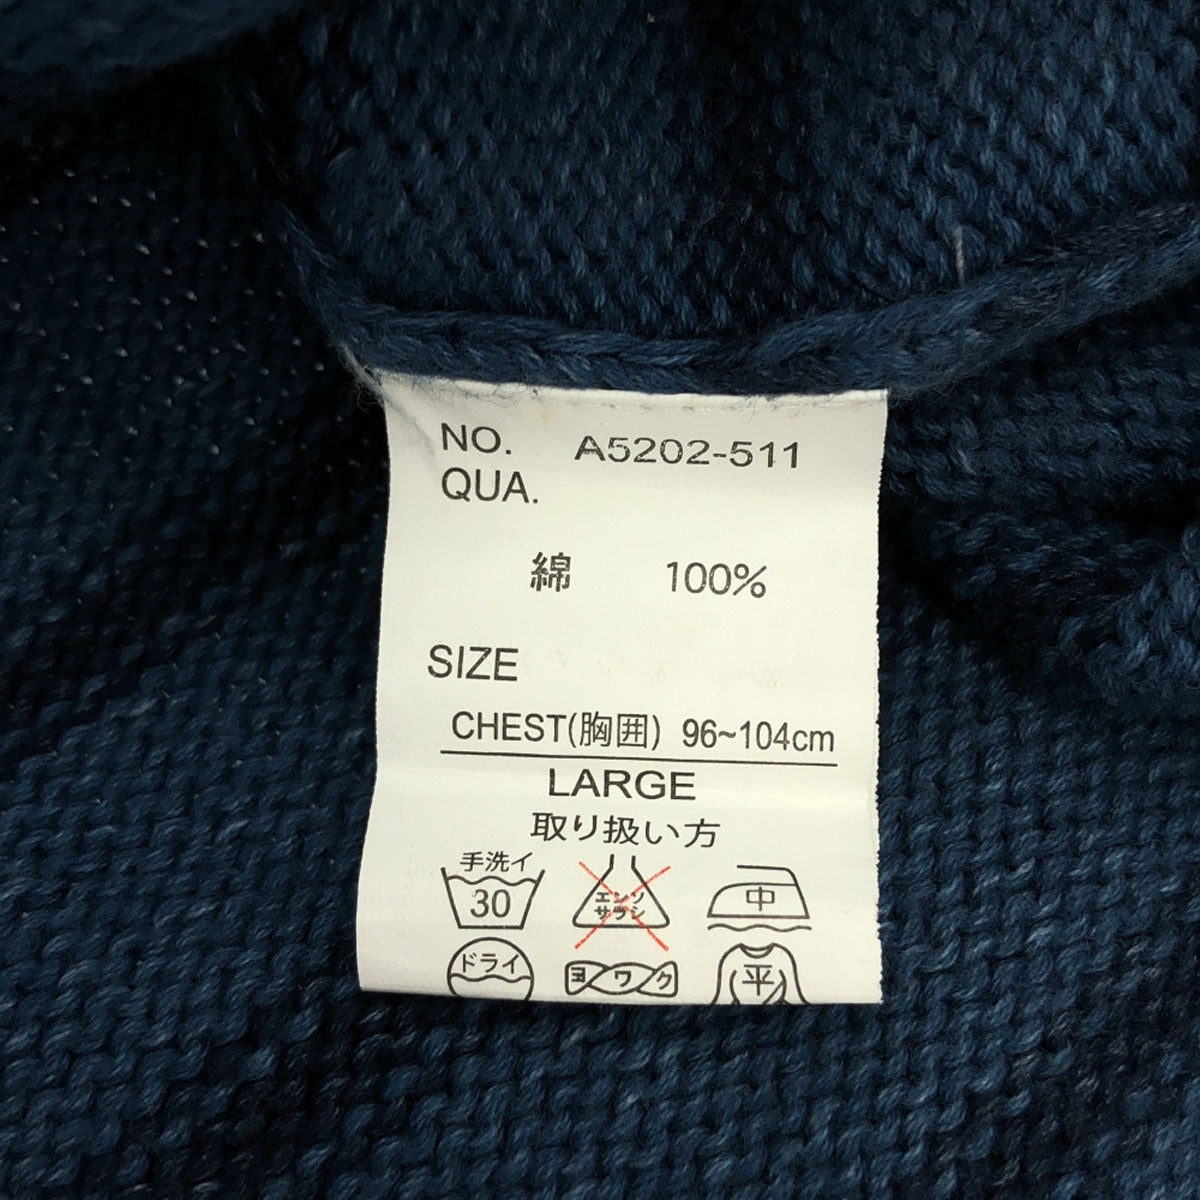 NO. A5202-511
QUA.
綿 100%
SIZE
CHEST(胸囲) 96~104cm
LARGE
取り扱い方
手洗イ
30 エンソ サラシ 中
ドライ ヨワク 平